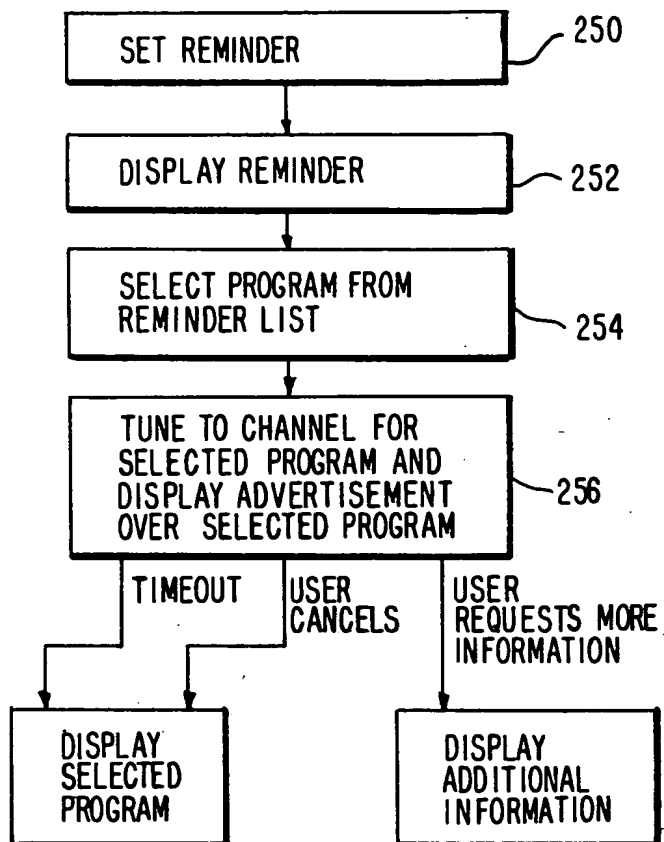 SET REMINDER
250
DISPLAY REMINDER
252
SELECT PROGRAM FROM
REMINDER LIST
254
TUNE TO CHANNEL FOR
SELECTED PROGRAM AND
DISPLAY ADVERTISEMENT
OVER SELECTED PROGRAM
256
TIMEOUT
USER
CANCELS
USER
REQUESTS MORE
INFORMATION
DISPLAY
SELECTED
PROGRAM
DISPLAY
ADDITIONAL
INFORMATION